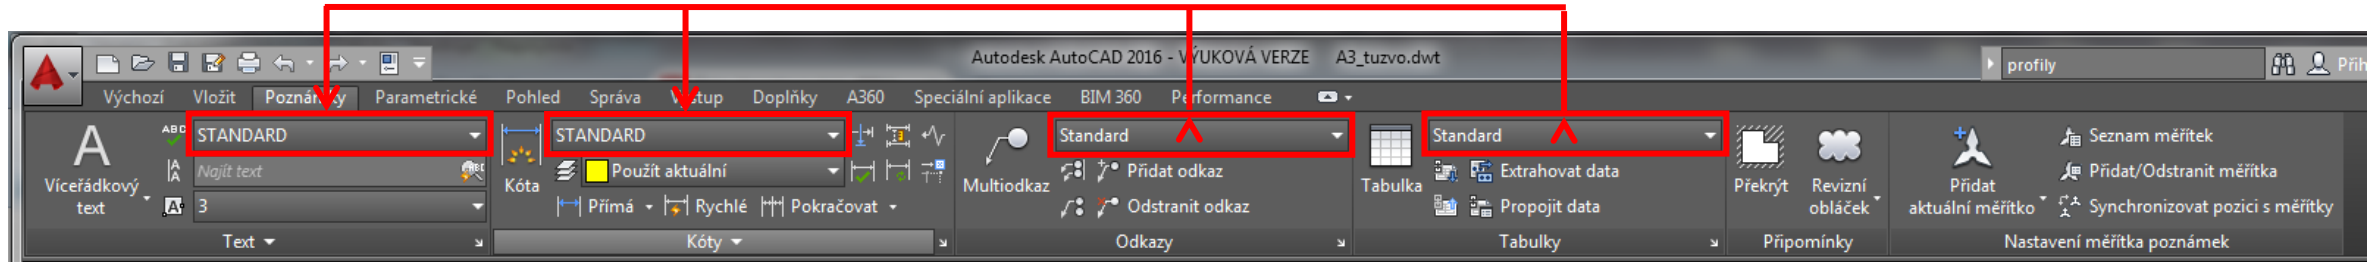 Autodesk AutoCAD 2016 - VÝUKOVÁ VERZE A3_tuzvo.dwt
profily
Přih
Výchozí Vložit Poznámky Parametrické Pohled Správa Výstup Doplňky A360 Speciální aplikace BIM 360 Performance
A
Víceřádkový
text
ABC
STANDARD
Najít text
3
Text
Kóta
STANDARD
Použít aktuální
Přímá Rychlé Pokračovat
Kóty
Multiodkaz
Standard
Přidat odkaz
Odstranit odkaz
Odkazy
Tabulka
Standard
Extrahovat data
Propojit data
Tabulky
Překrýt
Revizní
obláček
Připomínky
Přidat
aktuální měřítko
Seznam měřítek
Přidat/Odstranit měřítka
Synchronizovat pozici s měřítky
Nastavení měřítka poznámek